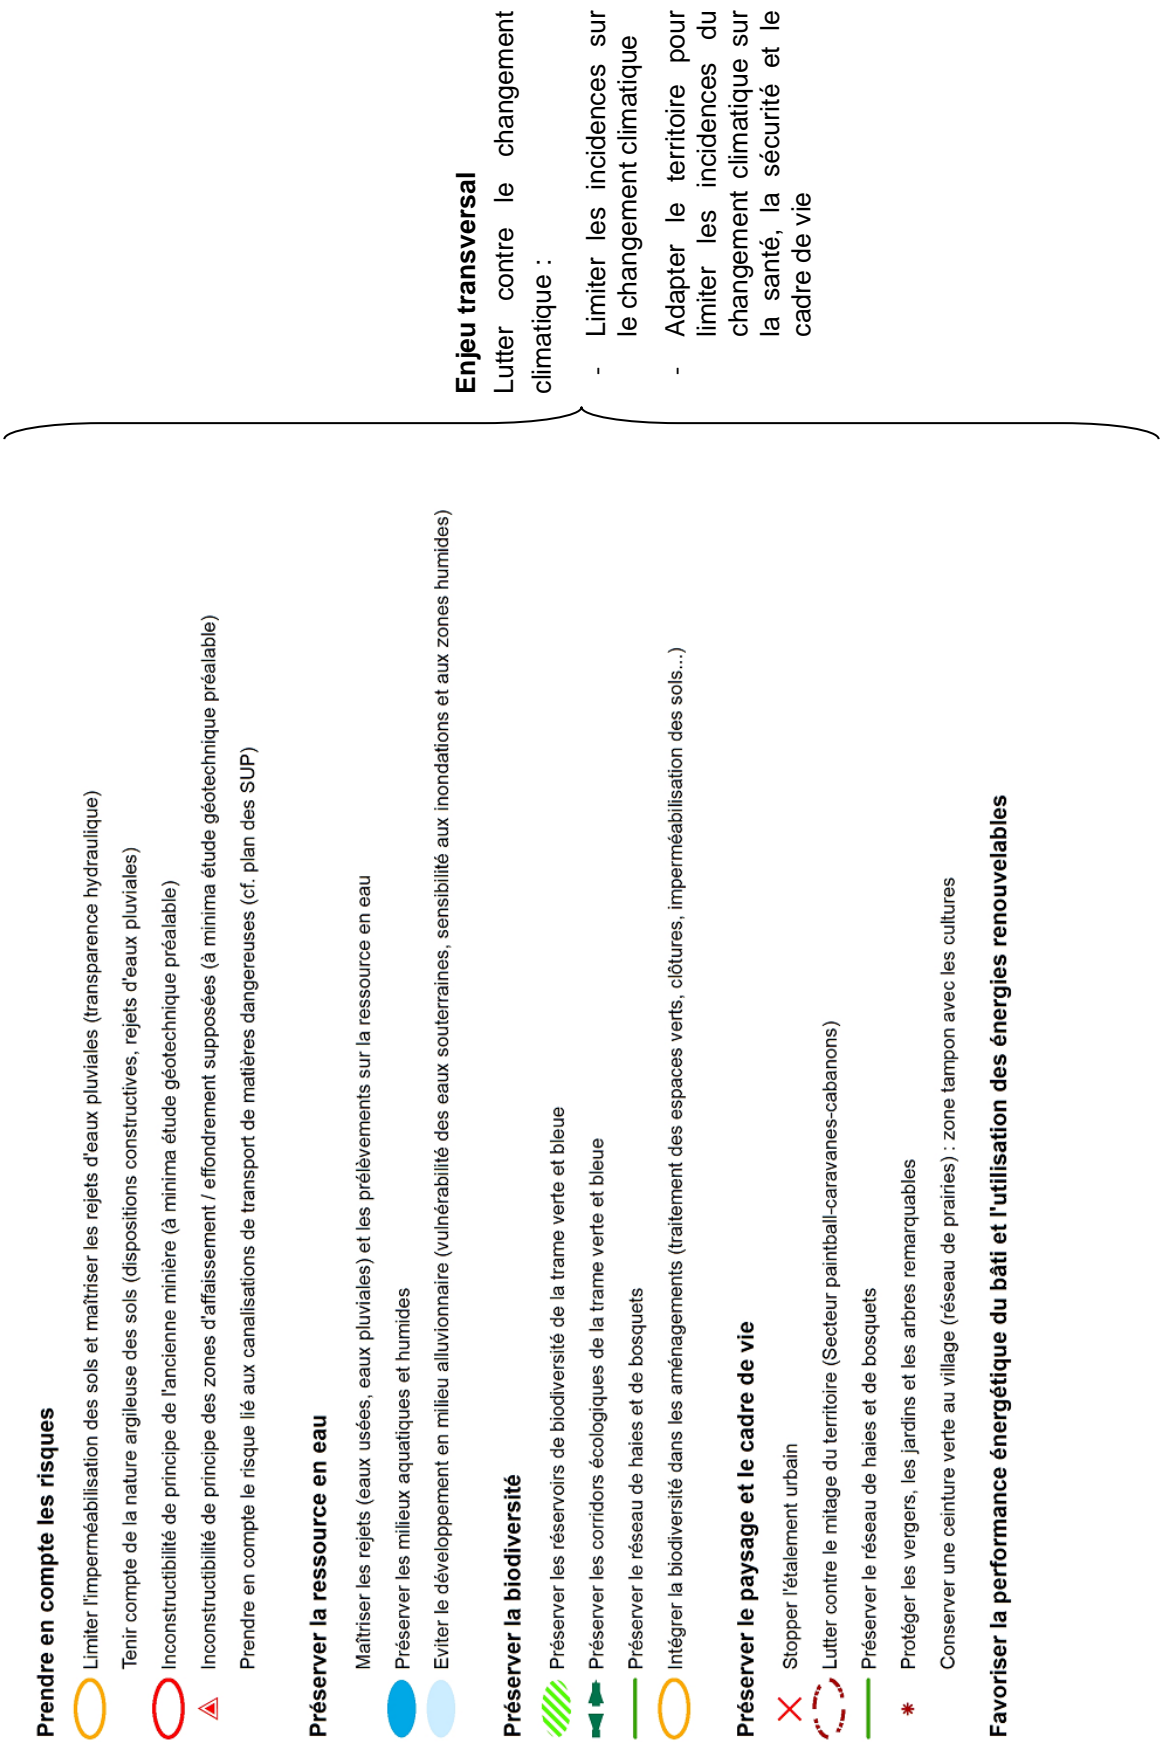 Prendre en compte les risques
Limiter l'imperméabilisation des sols et maîtriser les rejets d'eaux pluviales (transparence hydraulique)
Tenir compte de la nature argileuse des sols (dispositions constructives, rejets d'eaux pluviales)
Inconstructibilité de principe de l'ancienne minière (à minima étude géotechnique préalable)
Inconstructibilité de principe des zones d'affaissement / effondrement supposées (à minima étude géotechnique préalable)
Prendre en compte le risque lié aux canalisations de transport de matières dangereuses (cf. plan des SUP)
Préserver la ressource en eau
Maîtriser les rejets (eaux usées, eaux pluviales) et les prélèvements sur la ressource en eau
Préserver les milieux aquatiques et humides
Eviter le développement en milieu alluvionnaire (vulnérabilité des eaux souterraines, sensibilité aux inondations et aux zones humides)
Préserver la biodiversité
Préserver les réservoirs de biodiversité de la trame verte et bleue
Préserver les corridors écologiques de la trame verte et bleue
Préserver le réseau de haies et de bosquets
Intégrer la biodiversité dans les aménagements (traitement des espaces verts, clôtures, imperméabilisation des sols...)
Préserver le paysage et le cadre de vie
Stopper l'étalement urbain
Lutter contre le mitage du territoire (Secteur paintball-caravanes-cabanons)
Préserver le réseau de haies et de bosquets
Protéger les vergers, les jardins et les arbres remarquables
Conserver une ceinture verte au village (réseau de prairies) : zone tampon avec les cultures
Favoriser la performance énergétique du bâti et l'utilisation des énergies renouvelables
Enjeu transversal
Lutter contre le changement
climatique :
- Limiter les incidences sur
le changement climatique
- Adapter le territoire pour
limiter les incidences du
changement climatique sur
la santé, la sécurité et le
cadre de vie